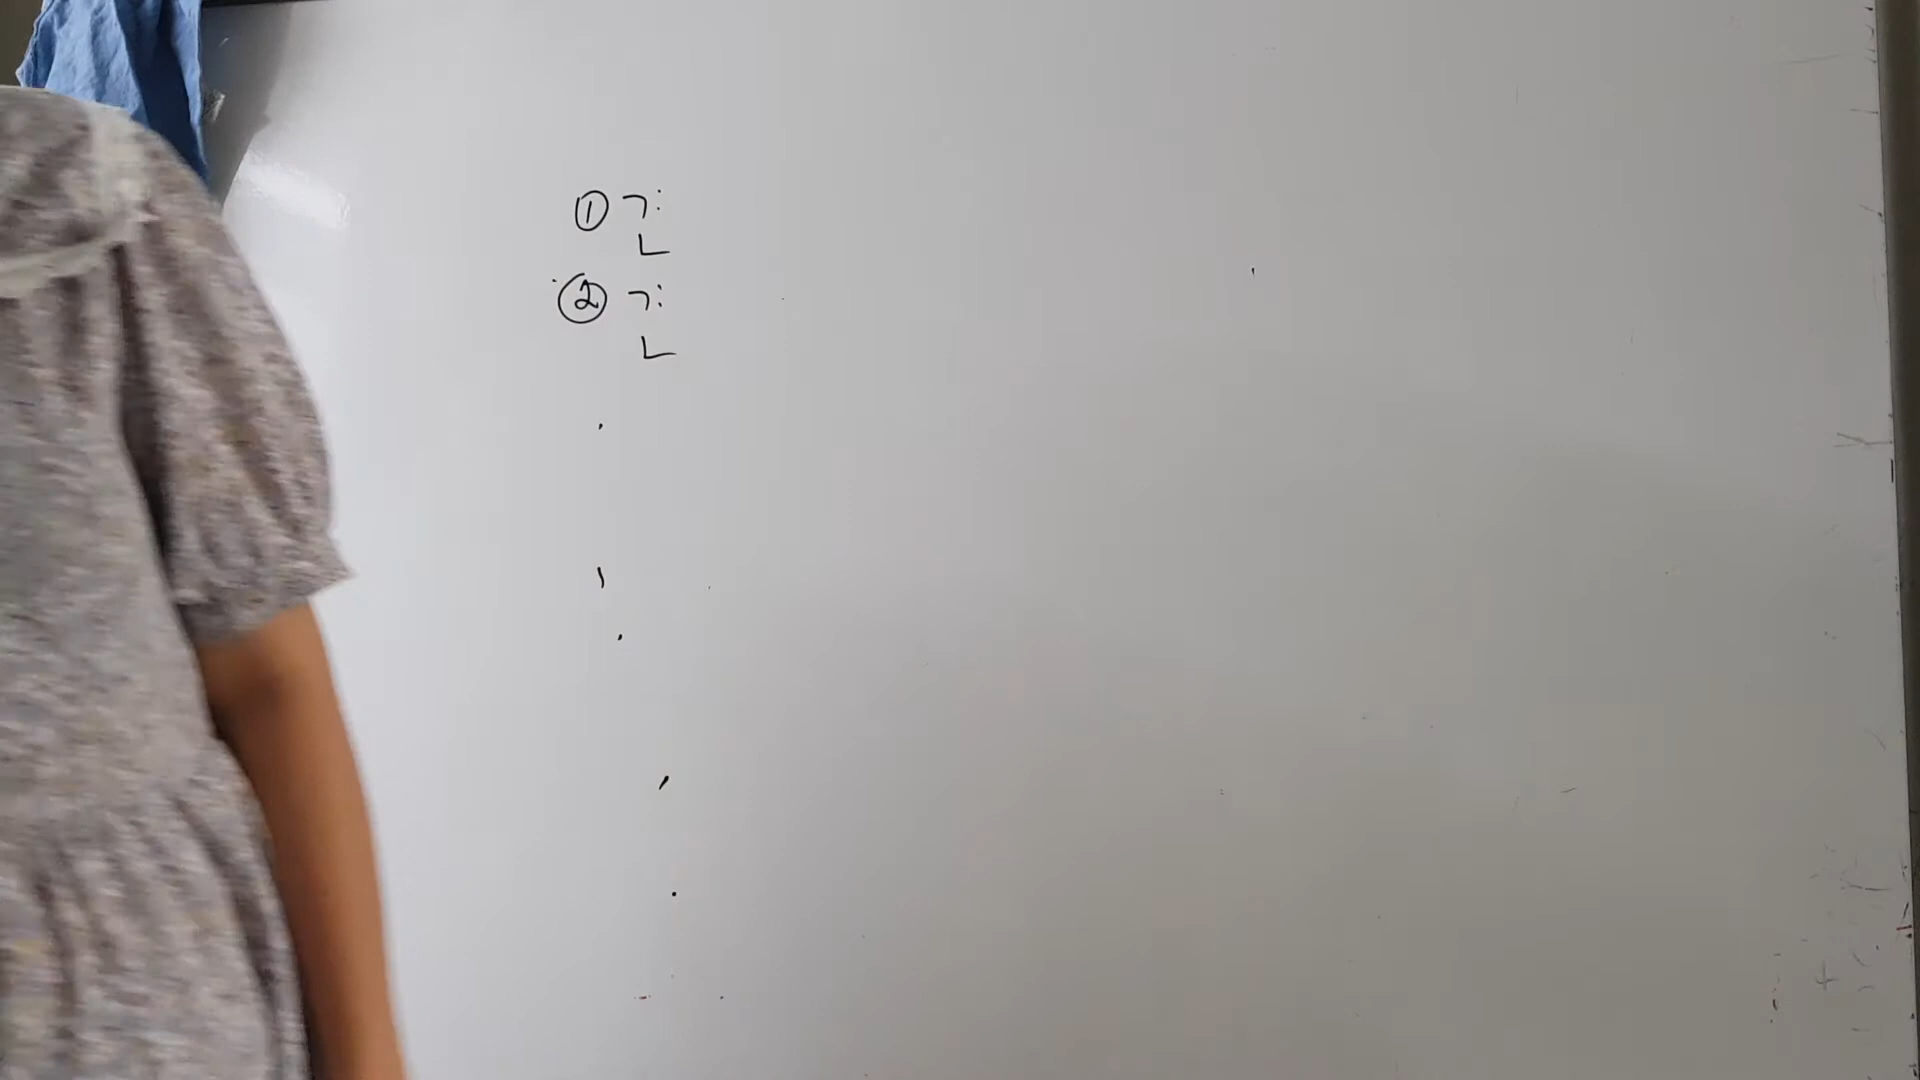 ① ㄱ:
ㄴ
② ㄱ:
ㄴ